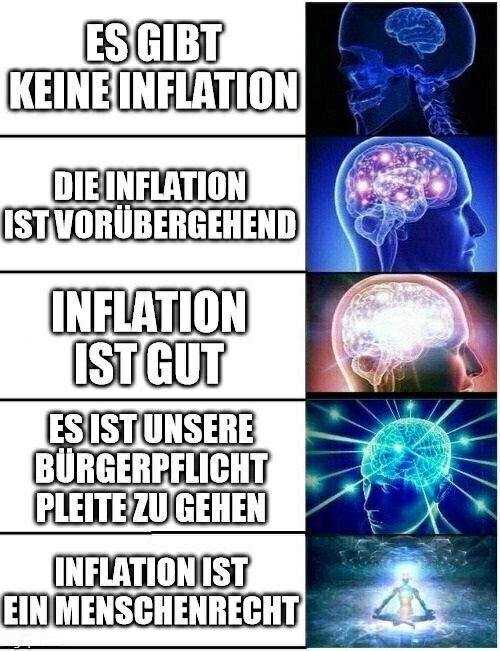 ES GIBT
KEINE INFLATION
DIE INFLATION
IST VORÜBERGEHEND
INFLATION
IST GUT
ES IST UNSERE
BÜRGERPFLICHT
PLEITE ZU GEHEN
INFLATION IST
EIN MENSCHENRECHT